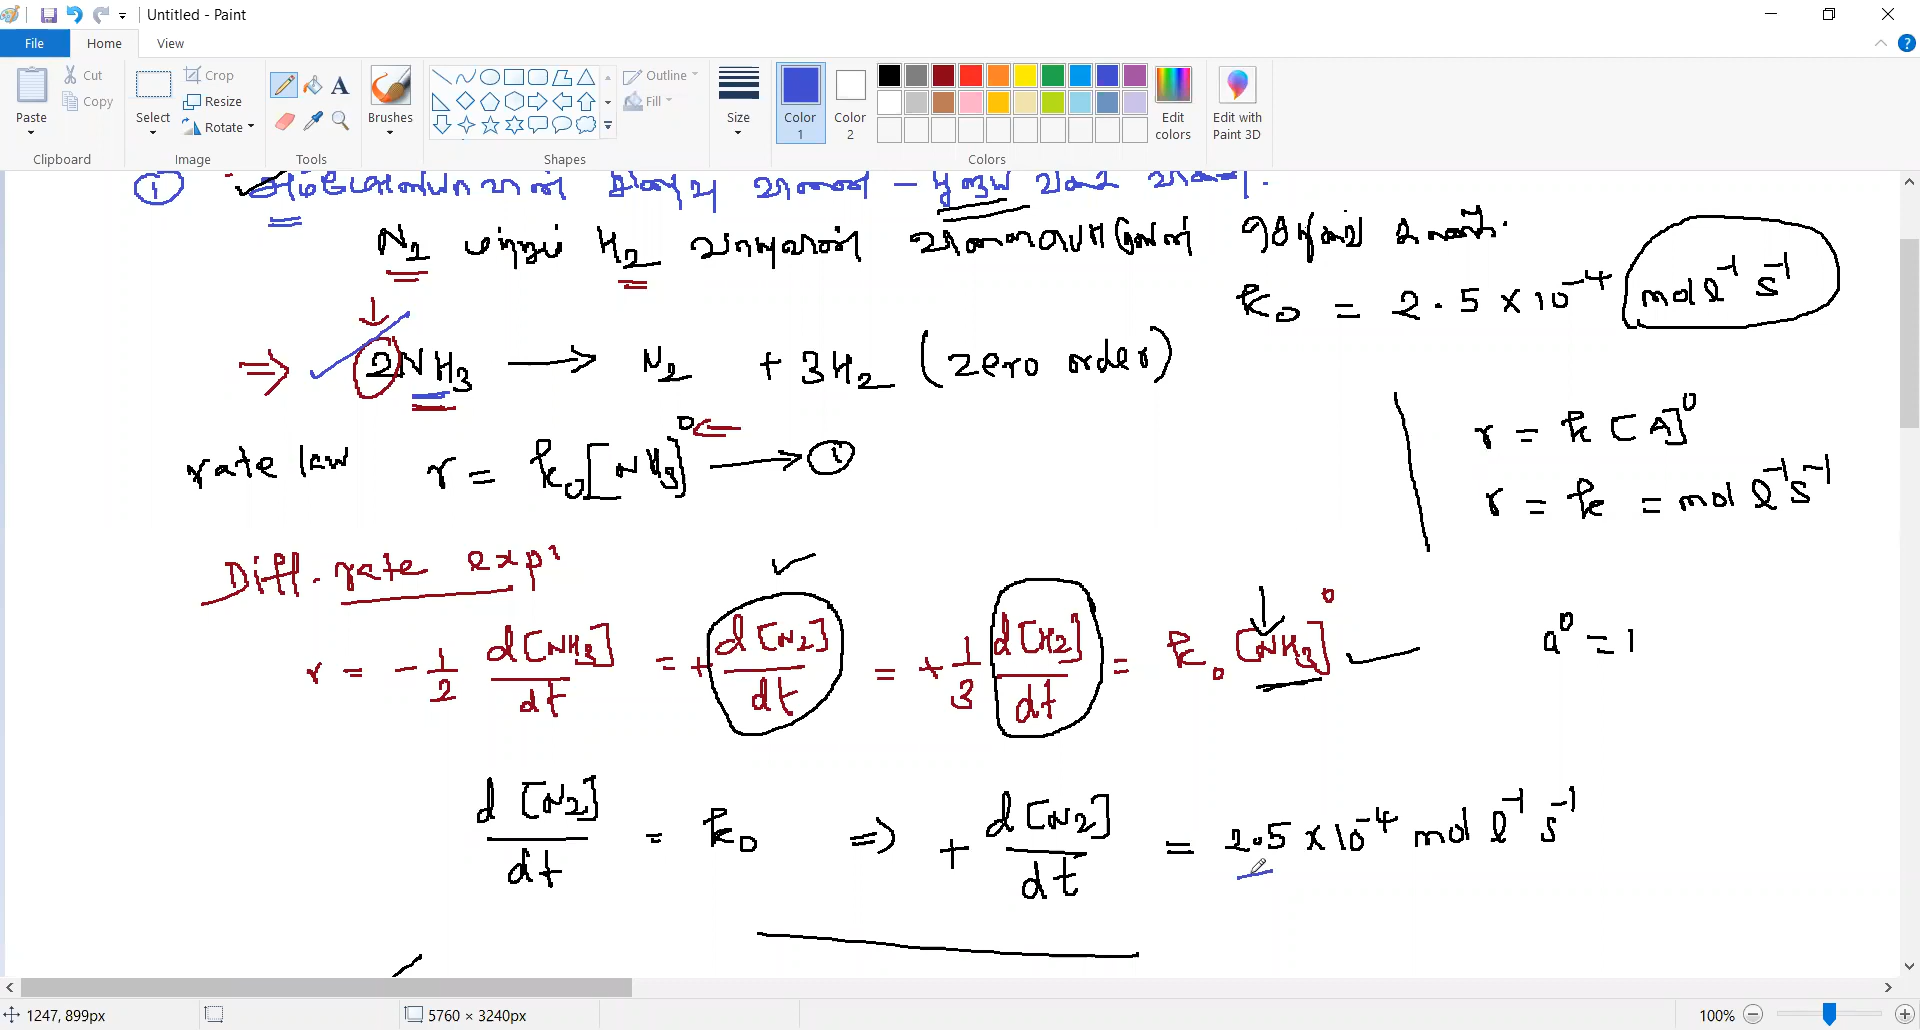 Untitled - Paint
File Home View
Paste Cut Copy Clipboard
Select Crop Resize Rotate Image
Tools
Brushes
Shapes Outline Fill
Size
Color 1 Color 2 Edit colors Edit with Paint 3D
Colors
①
N₂ H₂
k₀ = 2.5 × 10⁻⁴ mol l⁻¹ s⁻¹
⇒ 2NH₃ ⟶ N₂ + 3H₂ (zero order)
r = k [A]⁰
rate law r = k₀[NH₃]⁰ ⟶ ①
r = k = mol l⁻¹ s⁻¹
Diff. rate expⁿ
r = -1/2 d[NH₃]/dt = + d[N₂]/dt = + 1/3 d[H₂]/dt = k₀ [NH₃]⁰
a⁰ = 1
d[N₂]/dt = k₀ ⇒ + d[N₂]/dt = 2.5 × 10⁻⁴ mol l⁻¹ s⁻¹
1247, 899px 5760 × 3240px 100%